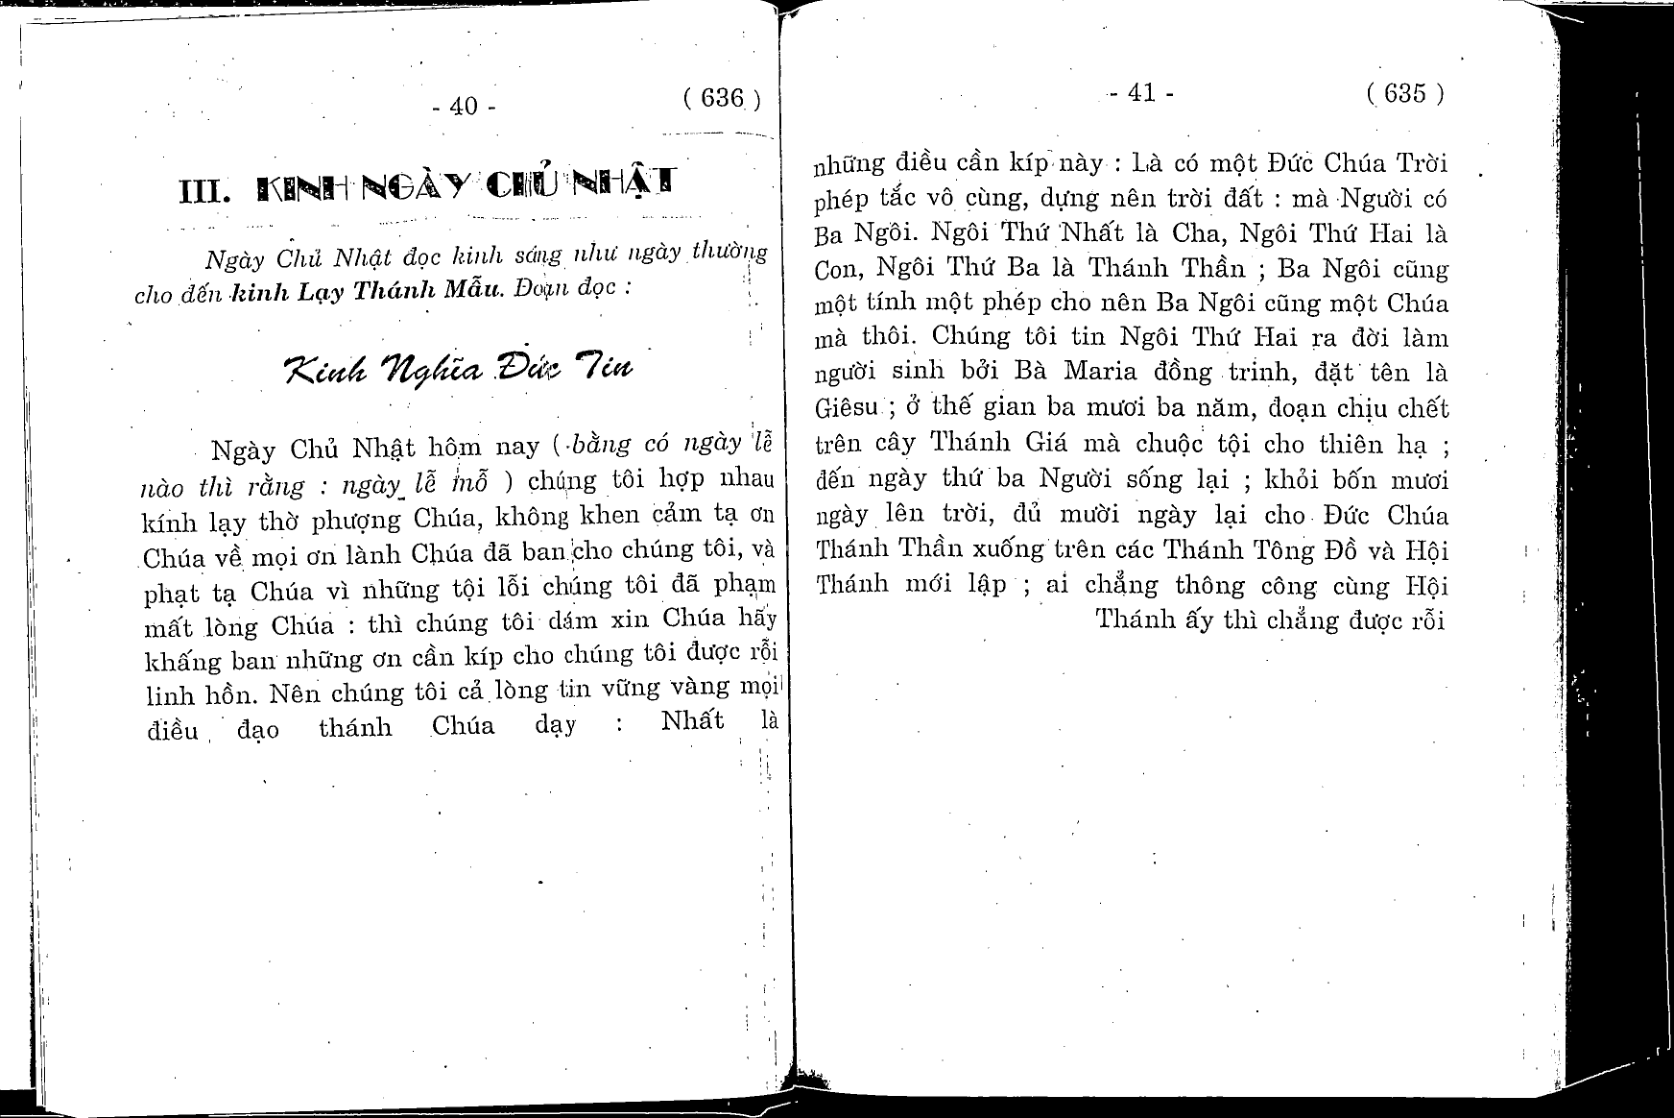 - 40 - ( 636 )
III. KINH NGÀY CHỦ NHẬT
Ngày Chủ Nhật đọc kinh sáng như ngày thường
cho đến kinh Lạy Thánh Mẫu. Đoạn đọc :
Kinh Nghĩa Đức Tin
Ngày Chủ Nhật hôm nay ( bằng có ngày lễ
nào thì rằng : ngày lễ mỗ ) chúng tôi hợp nhau
kính lạy thờ phượng Chúa, không khen cảm tạ ơn
Chúa về mọi ơn lành Chúa đã ban cho chúng tôi, và
phạt tạ Chúa vì những tội lỗi chúng tôi đã phạm
mất lòng Chúa : thì chúng tôi dám xin Chúa hãy
khấng ban những ơn cần kíp cho chúng tôi được rỗi
linh hồn. Nên chúng tôi cả lòng tin vững vàng mọi
điều đạo thánh Chúa dạy : Nhất là
- 41 - ( 635 )
những điều cần kíp này : Là có một Đức Chúa Trời
phép tắc vô cùng, dựng nên trời đất : mà Người có
Ba Ngôi. Ngôi Thứ Nhất là Cha, Ngôi Thứ Hai là
Con, Ngôi Thứ Ba là Thánh Thần ; Ba Ngôi cũng
một tính một phép cho nên Ba Ngôi cũng một Chúa
mà thôi. Chúng tôi tin Ngôi Thứ Hai ra đời làm
người sinh bởi Bà Maria đồng trinh, đặt tên là
Giêsu ; ở thế gian ba mươi ba năm, đoạn chịu chết
trên cây Thánh Giá mà chuộc tội cho thiên hạ ;
đến ngày thứ ba Người sống lại ; khỏi bốn mươi
ngày lên trời, đủ mười ngày lại cho Đức Chúa
Thánh Thần xuống trên các Thánh Tông Đồ và Hội
Thánh mới lập ; ai chẳng thông công cùng Hội
Thánh ấy thì chẳng được rỗi